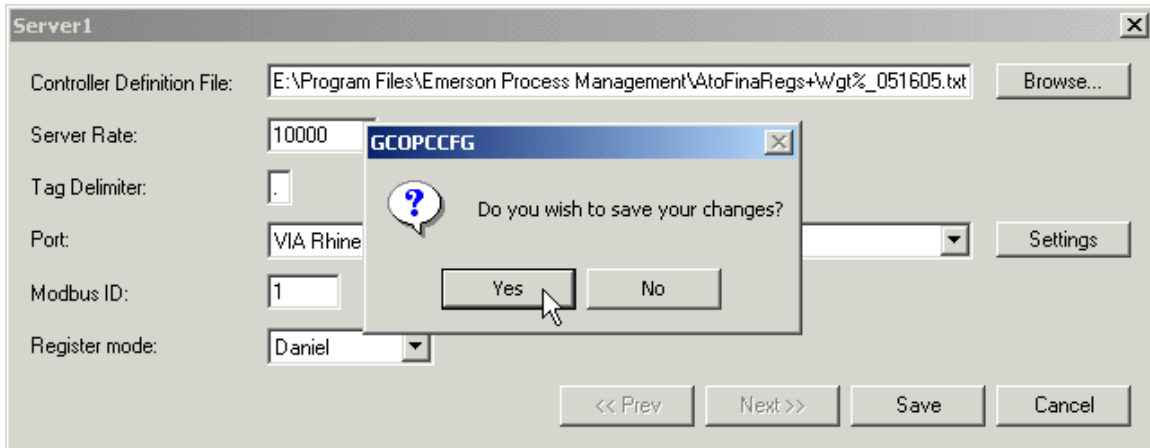 Server1
Controller Definition File: E:\Program Files\Emerson Process Management\AtoFinaRegs+Wgt%_051605.txt Browse...
Server Rate: 10000
GCOPCCFG
Tag Delimiter: .
Do you wish to save your changes?
Port: VIA Rhine Settings
Modbus ID: 1
Yes No
Register mode: Daniel
<< Prev Next >> Save Cancel